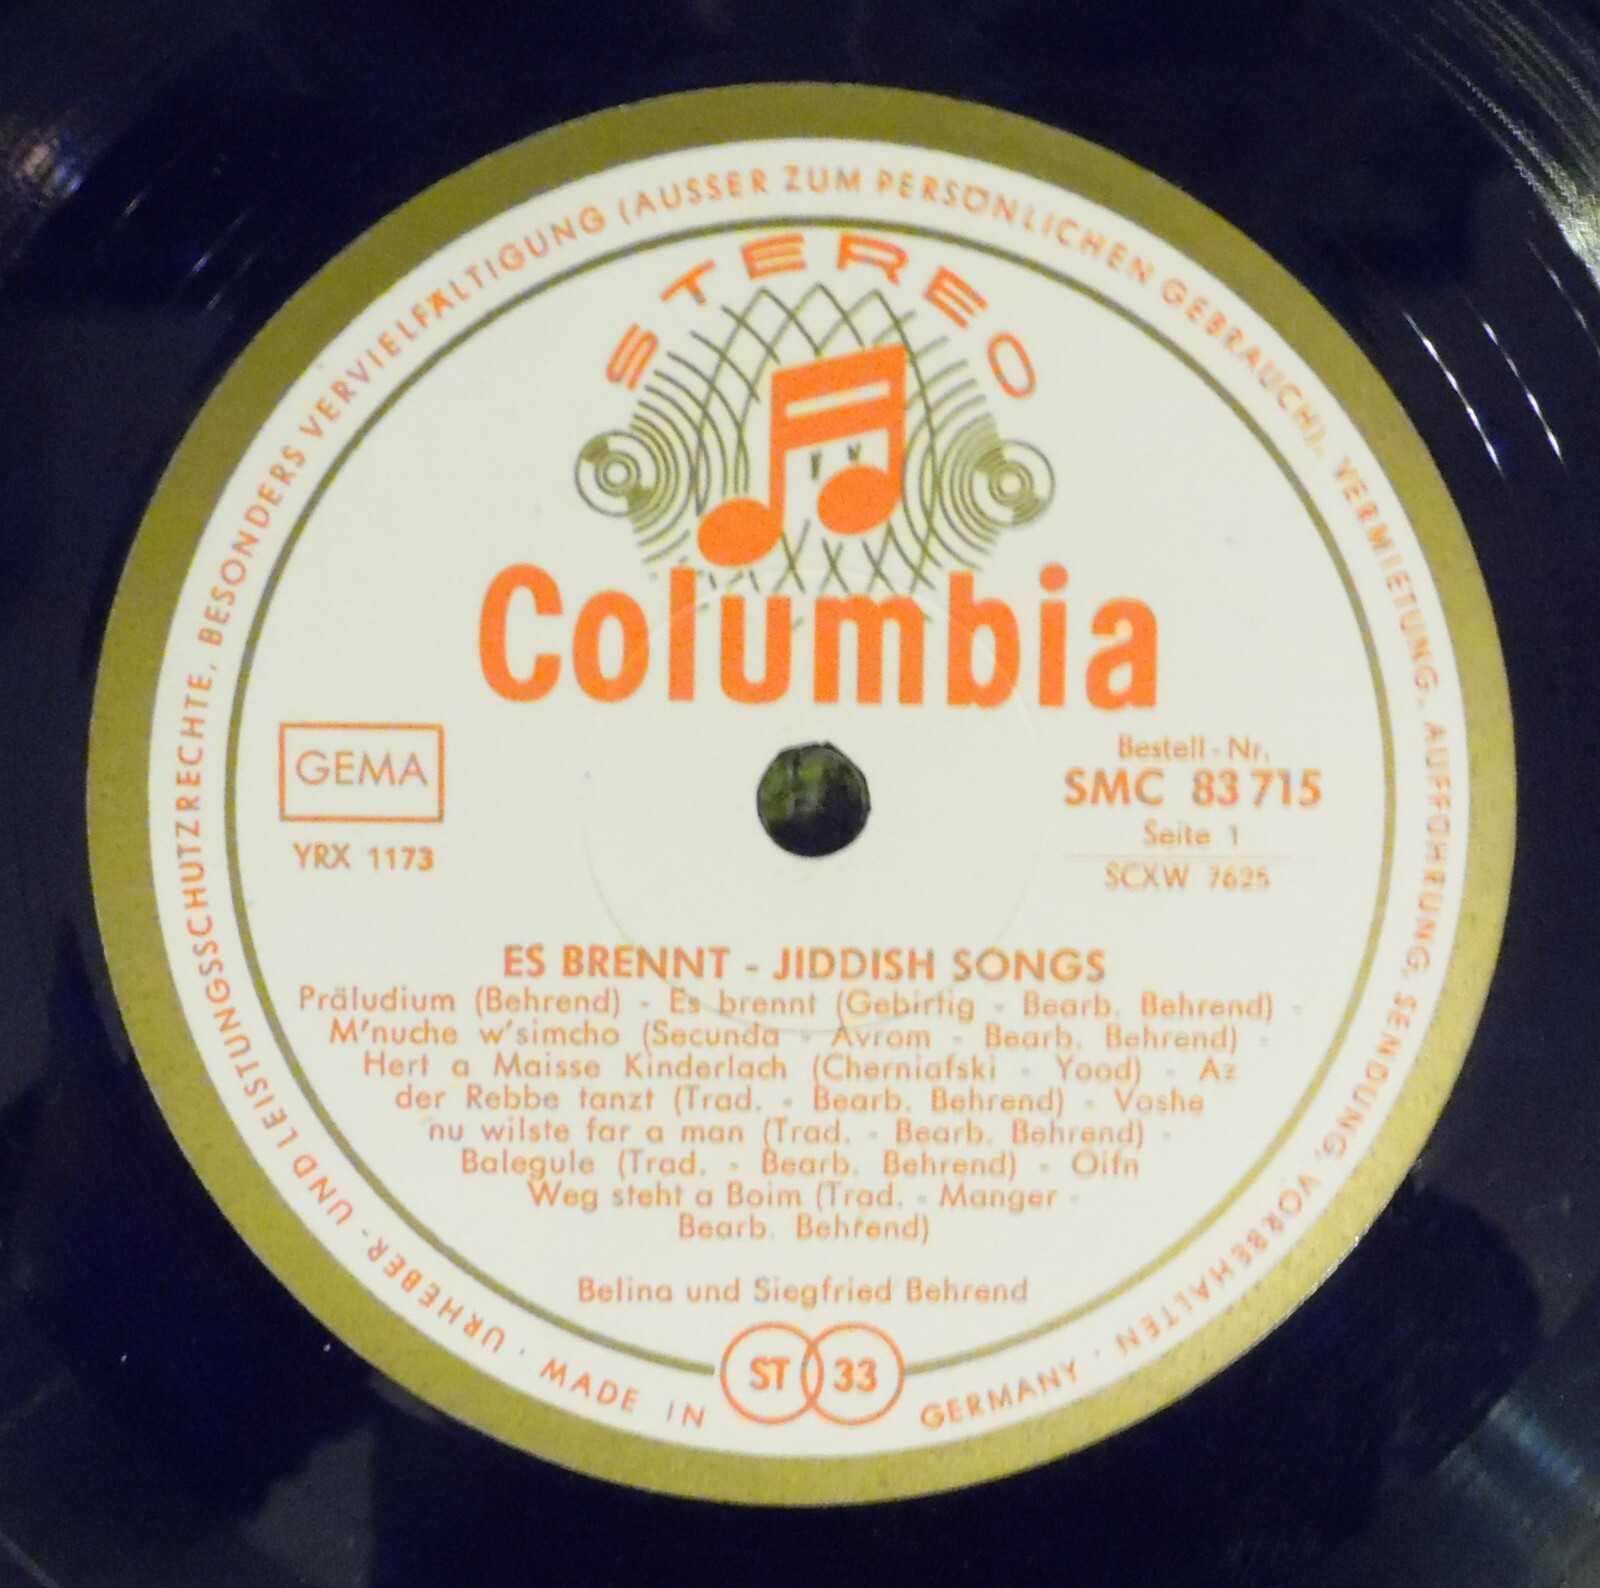 URHEBER- UND LEISTUNGSSCHUTZRECHTE, BESONDERS VERVIELFÄLTIGUNG (AUSSER ZUM PERSÖNLICHEN GEBRAUCH), VERMIETUNG, AUFFÜHRUNG, SENDUNG, VORBEHALTEN ·
STEREO
Columbia
GEMA
YRX 1173
Bestell-Nr.
SMC 83 715
Seite 1
SCXW 7625
ES BRENNT - JIDDISH SONGS
Präludium (Behrend) - Es brennt (Gebirtig - Bearb. Behrend) -
M'nuche w'simcho (Secunda - Avrom - Bearb. Behrend) -
Hert a Maisse Kinderlach (Cherniafski - Yood) - Az
der Rebbe tanzt (Trad. - Bearb. Behrend) - Voshe
nu wilste far a man (Trad. - Bearb. Behrend) -
Balegule (Trad. - Bearb. Behrend) - Oifn
Weg steht a Boim (Trad. - Manger -
Bearb. Behrend)
Belina und Siegfried Behrend
ST 33
MADE IN GERMANY